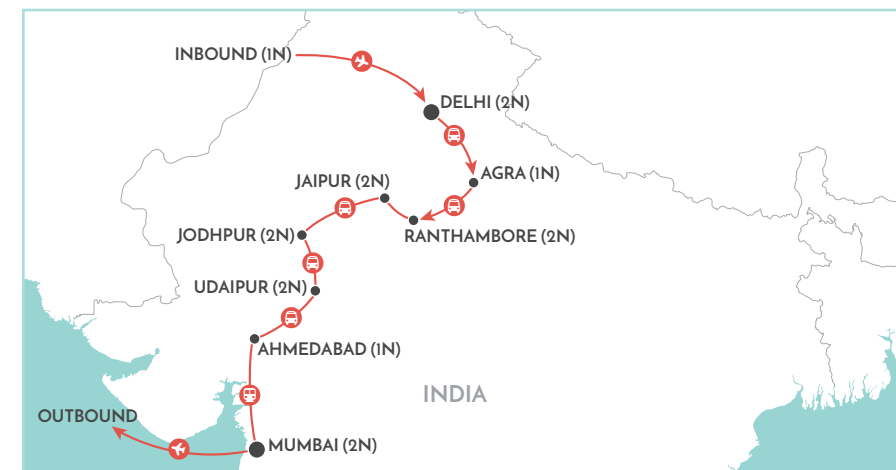 INBOUND (1N)
DELHI (2N)
AGRA (1N)
JAIPUR (2N)
RANTHAMBORE (2N)
JODHPUR (2N)
UDAIPUR (2N)
AHMEDABAD (1N)
INDIA
OUTBOUND
MUMBAI (2N)